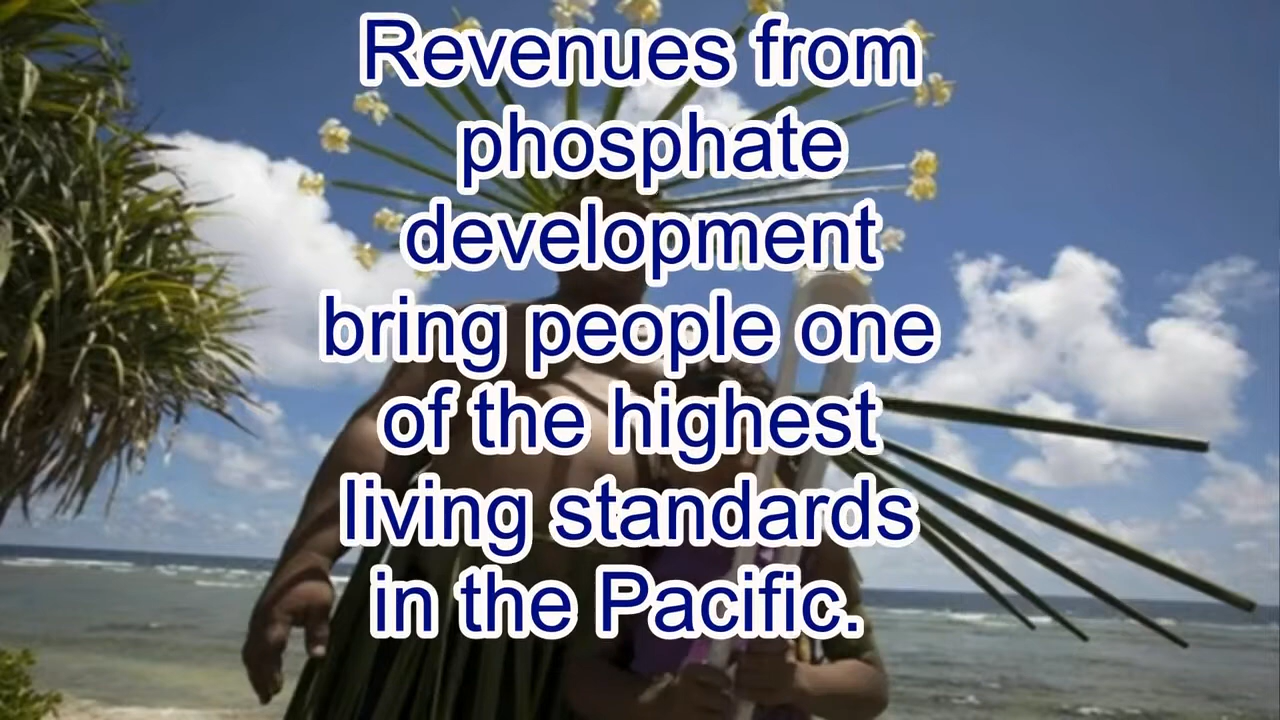 Revenues from
phosphate
development
bring people one
of the highest
living standards
in the Pacific.